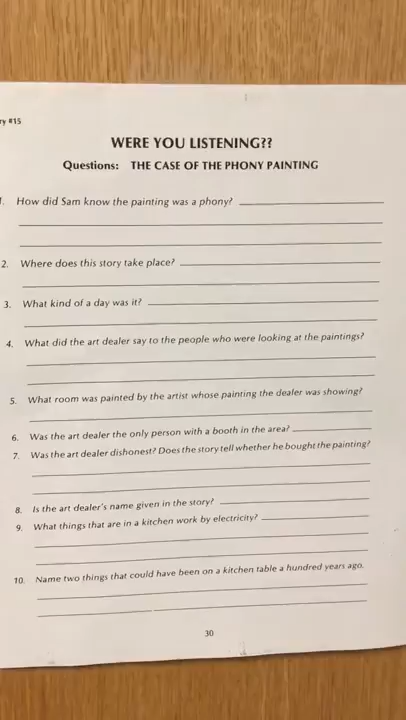 ry #15
WERE YOU LISTENING??
Questions: THE CASE OF THE PHONY PAINTING
1. How did Sam know the painting was a phony?
2. Where does this story take place?
3. What kind of a day was it?
4. What did the art dealer say to the people who were looking at the paintings?
5. What room was painted by the artist whose painting the dealer was showing?
6. Was the art dealer the only person with a booth in the area?
7. Was the art dealer dishonest? Does the story tell whether he bought the painting?
8. Is the art dealer's name given in the story?
9. What things that are in a kitchen work by electricity?
10. Name two things that could have been on a kitchen table a hundred years ago.
30